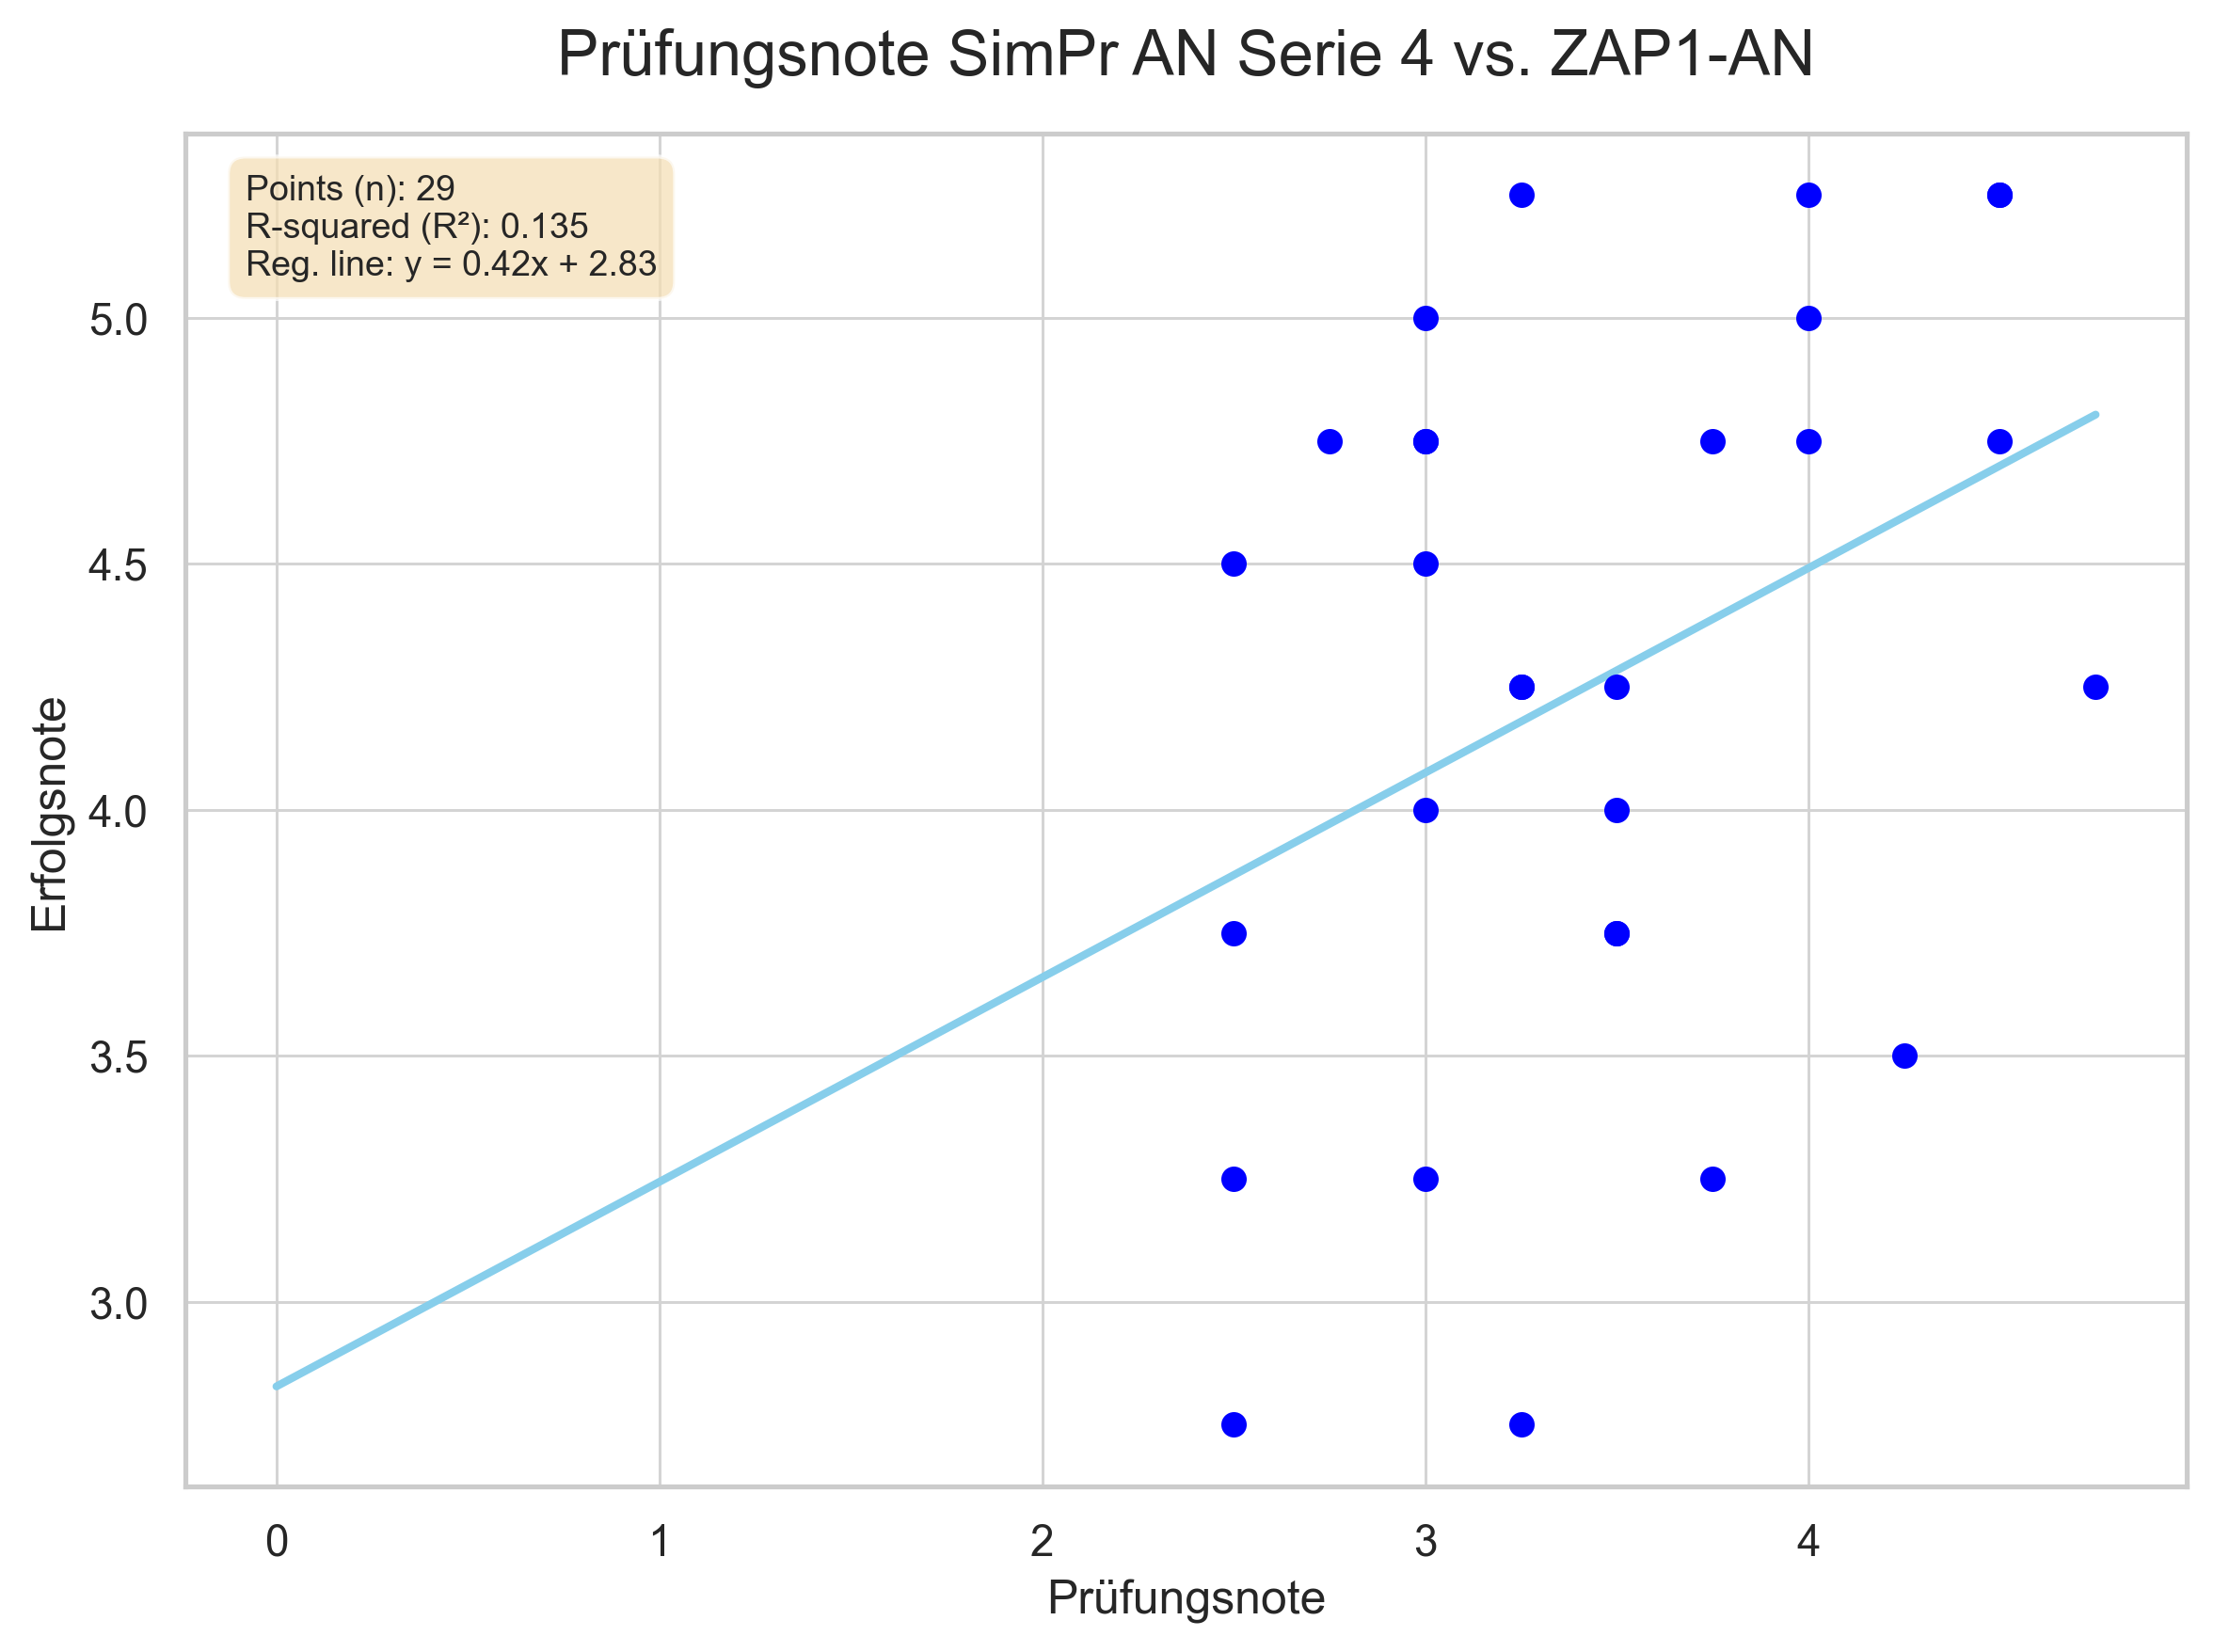 Prüfungsnote SimPr AN Serie 4 vs. ZAP1-AN
Points (n): 29
R-squared (R²): 0.135
Reg. line: y = 0.42x + 2.83
5.0
4.5
4.0
3.5
3.0
Erfolgsnote
0 1 2 3 4
Prüfungsnote